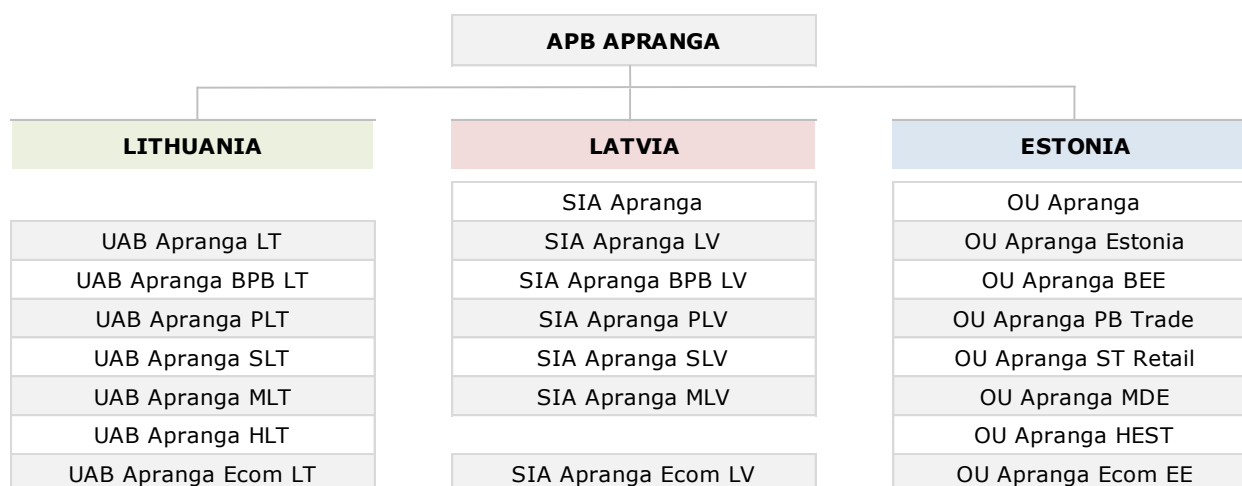 APB APRANGA
LITHUANIA LATVIA ESTONIA
SIA Apranga OU Apranga
UAB Apranga LT SIA Apranga LV OU Apranga Estonia
UAB Apranga BPB LT SIA Apranga BPB LV OU Apranga BEE
UAB Apranga PLT SIA Apranga PLV OU Apranga PB Trade
UAB Apranga SLT SIA Apranga SLV OU Apranga ST Retail
UAB Apranga MLT SIA Apranga MLV OU Apranga MDE
UAB Apranga HLT OU Apranga HEST
UAB Apranga Ecom LT SIA Apranga Ecom LV OU Apranga Ecom EE